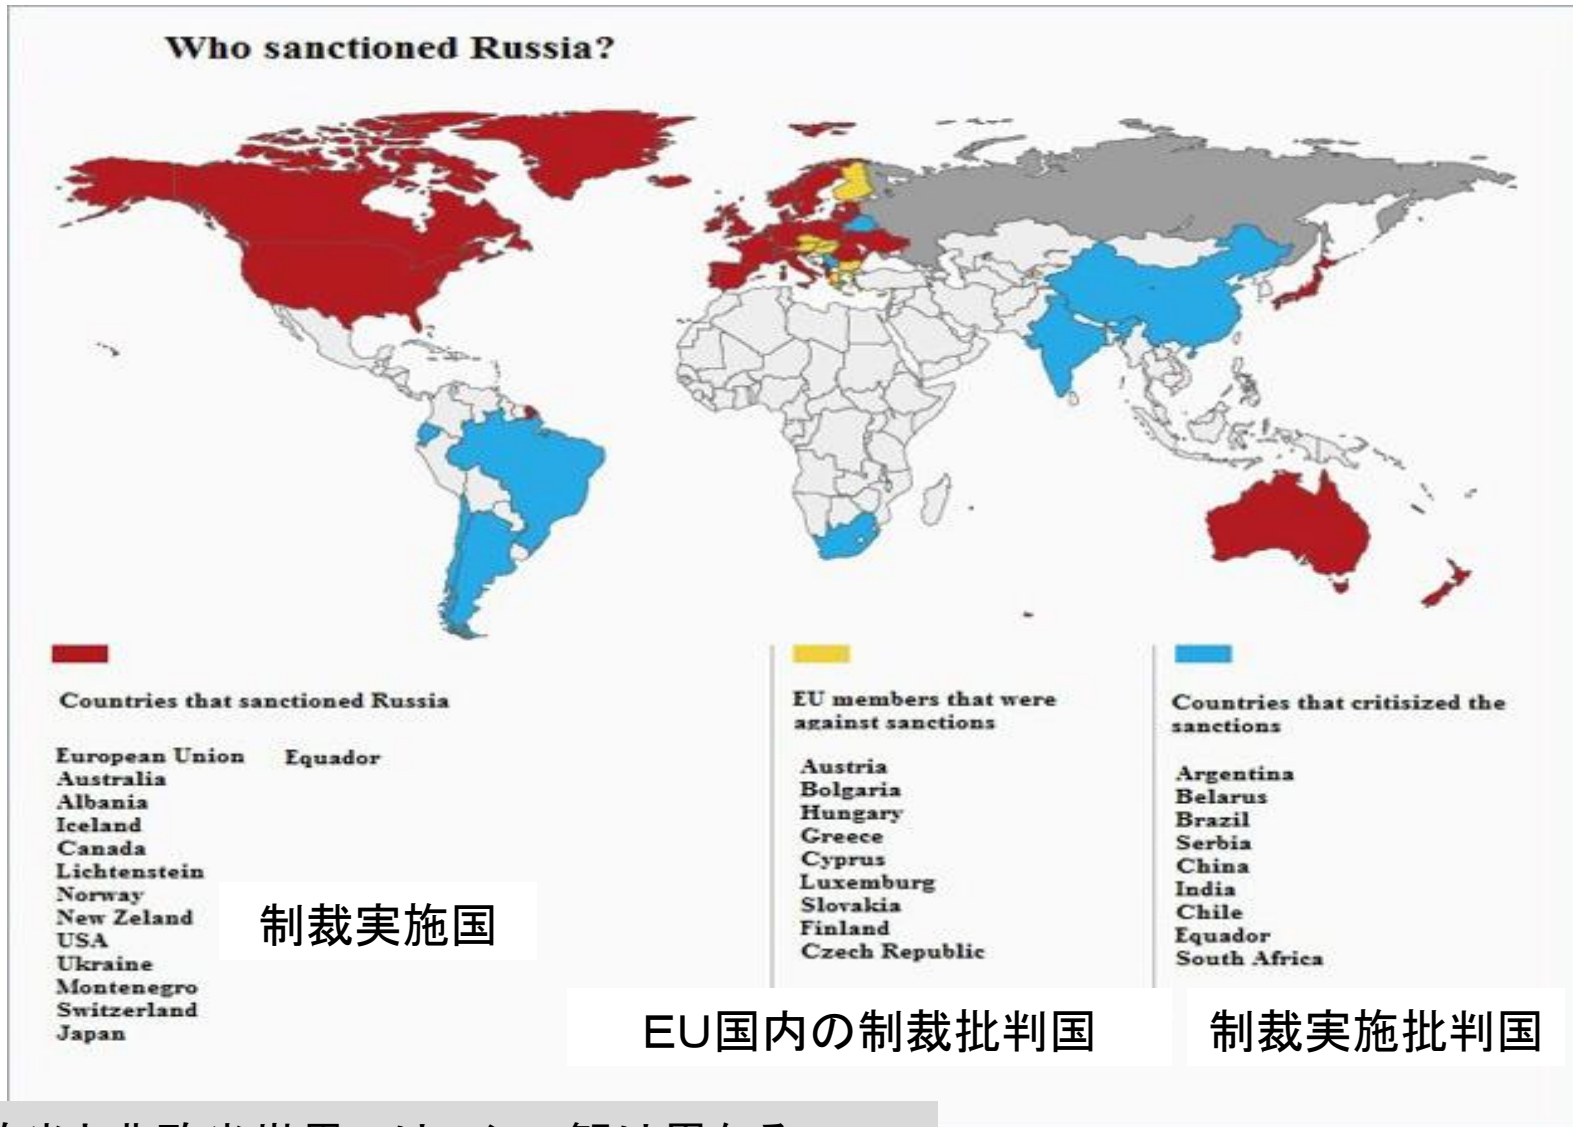 Who sanctioned Russia?
Countries that sanctioned Russia
European Union
Australia
Albania
Iceland
Canada
Lichtenstein
Norway
New Zeland
USA
Ukraine
Montenegro
Switzerland
Japan
Equador
制裁実施国
EU members that were
against sanctions
Austria
Bolgaria
Hungary
Greece
Cyprus
Luxemburg
Slovakia
Finland
Czech Republic
ＥＵ国内の制裁批判国
Countries that critisized the
sanctions
Argentina
Belarus
Brazil
Serbia
China
India
Chile
Equador
South Africa
制裁実施批判国